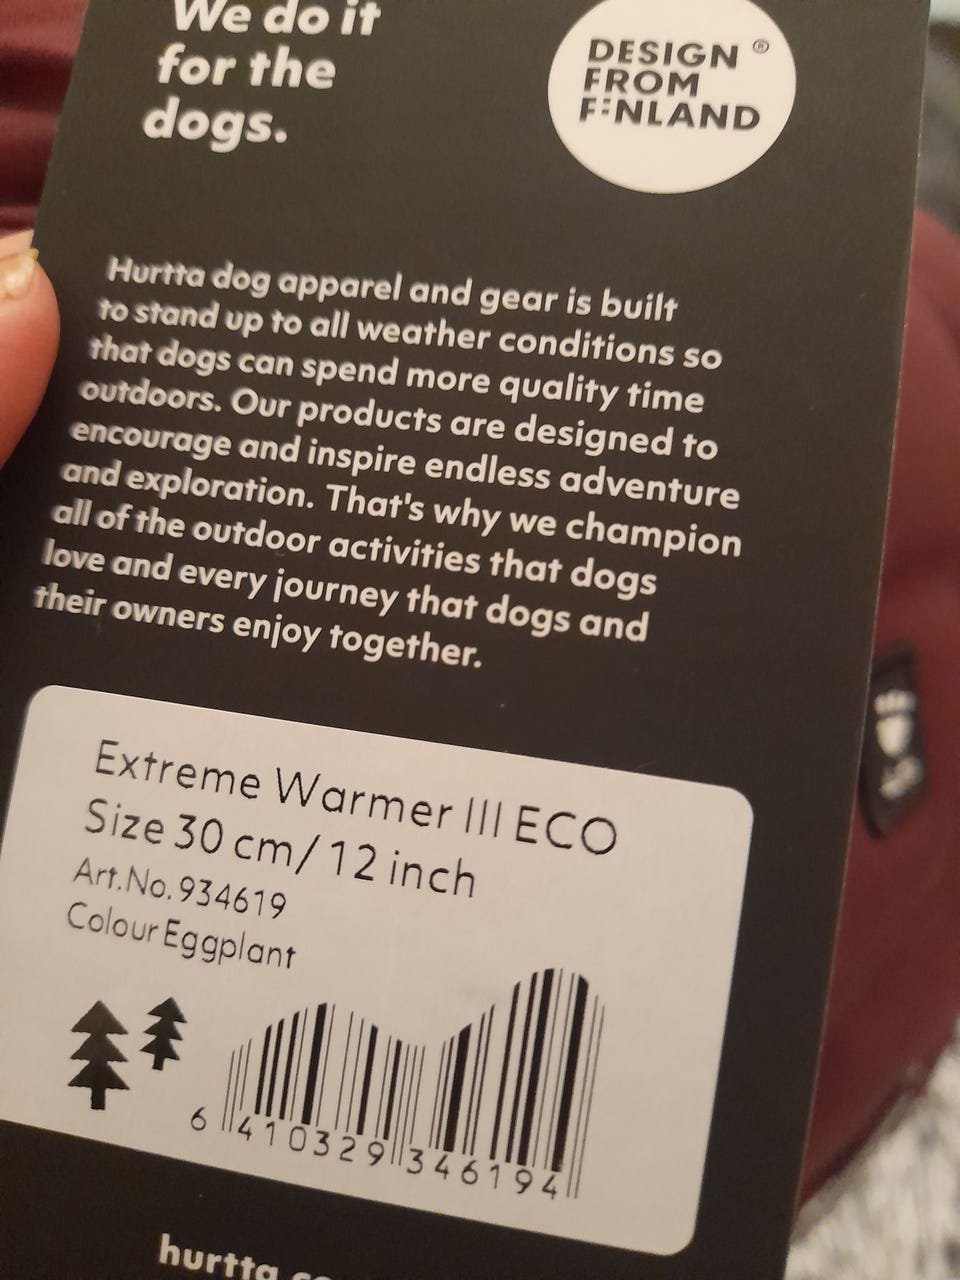 We do it
for the
dogs.
DESIGN ®
FROM
FINLAND
Hurtta dog apparel and gear is built
to stand up to all weather conditions so
that dogs can spend more quality time
outdoors. Our products are designed to
encourage and inspire endless adventure
and exploration. That's why we champion
all of the outdoor activities that dogs
love and every journey that dogs and
their owners enjoy together.
Extreme Warmer III ECO
Size 30 cm/ 12 inch
Art.No. 934619
Colour Eggplant
6 410329 346194
hurtta